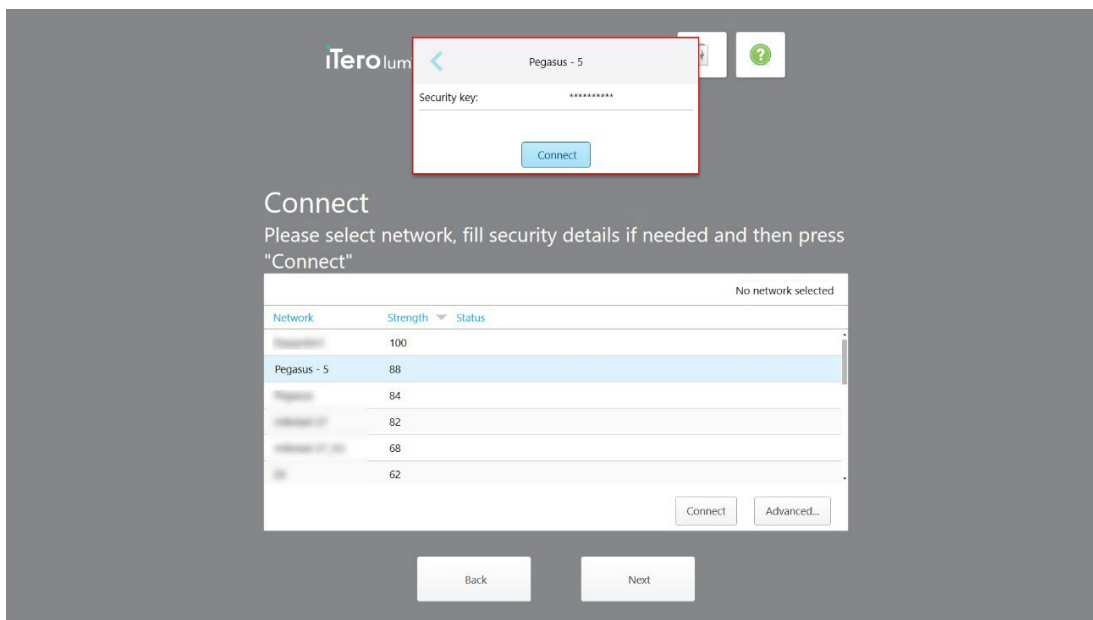 iTero lum
Pegasus - 5
Security key: **********
Connect
Connect
Please select network, fill security details if needed and then press
"Connect"
No network selected
Network Strength Status
100
Pegasus - 5 88
84
82
68
62
Connect Advanced...
Back Next